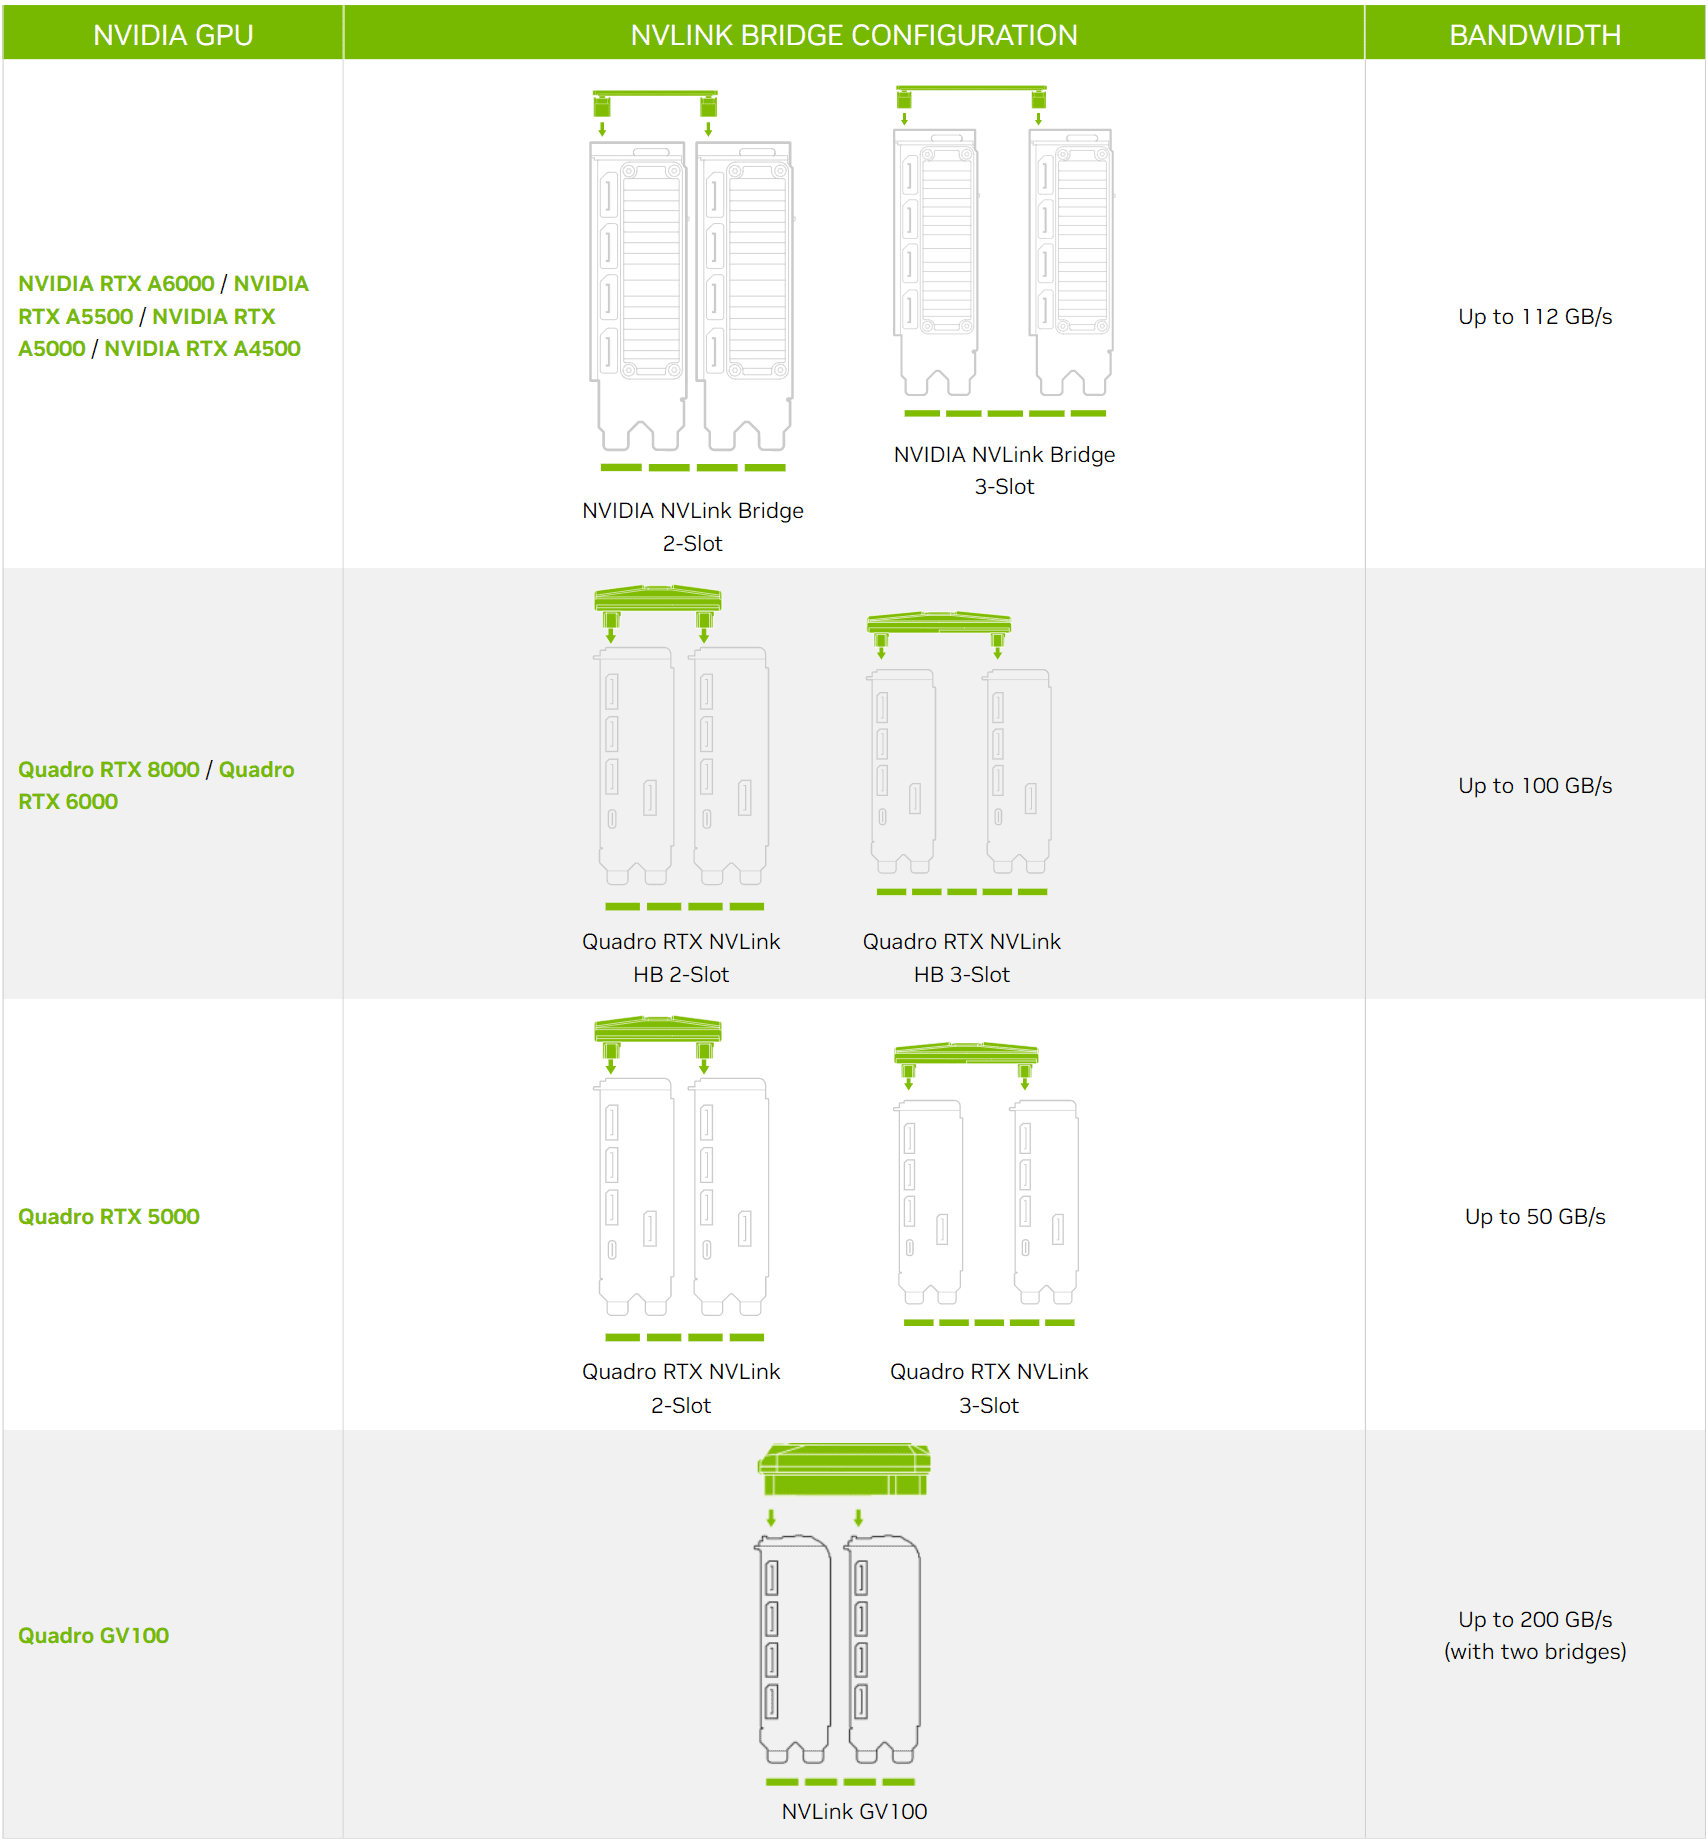 NVIDIA GPU
NVLINK BRIDGE CONFIGURATION
BANDWIDTH
NVIDIA RTX A6000 / NVIDIA
RTX A5500 / NVIDIA RTX
A5000 / NVIDIA RTX A4500
NVIDIA NVLink Bridge
2-Slot
NVIDIA NVLink Bridge
3-Slot
Up to 112 GB/s
Quadro RTX 8000 / Quadro
RTX 6000
Quadro RTX NVLink
HB 2-Slot
Quadro RTX NVLink
HB 3-Slot
Up to 100 GB/s
Quadro RTX 5000
Quadro RTX NVLink
2-Slot
Quadro RTX NVLink
3-Slot
Up to 50 GB/s
Quadro GV100
NVLink GV100
Up to 200 GB/s
(with two bridges)